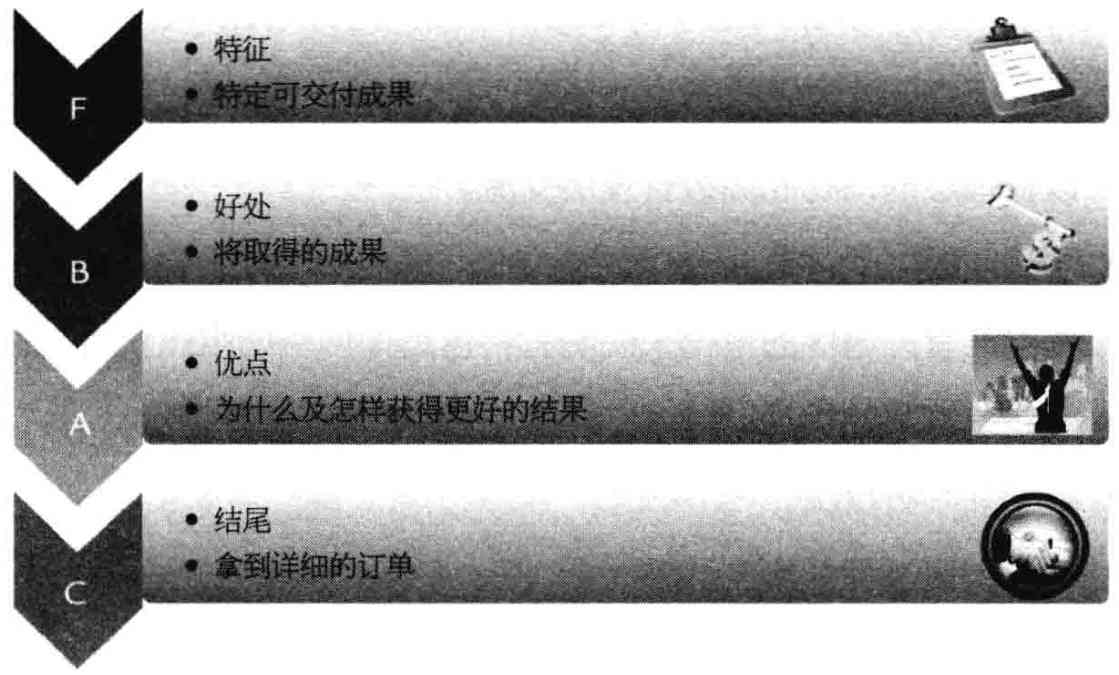 F
• 特征
• 特定可交付成果
B
• 好处
• 将取得的成果
A
• 优点
• 为什么及怎样获得更好的结果
C
• 结尾
• 拿到详细的订单